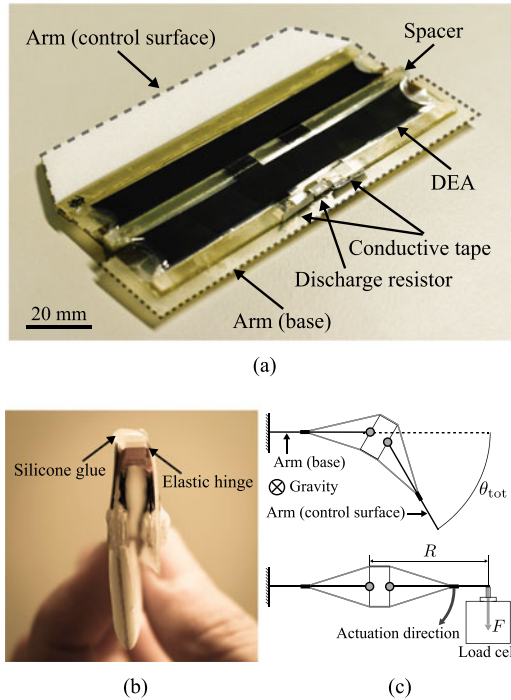 Arm (control surface)
Spacer
DEA
Conductive tape
Discharge resistor
Arm (base)
20 mm
(a)
Silicone glue
Elastic hinge
(b)
Arm (base)
Gravity
Arm (control surface)
θtot
R
Actuation direction
F
Load cel
(c)